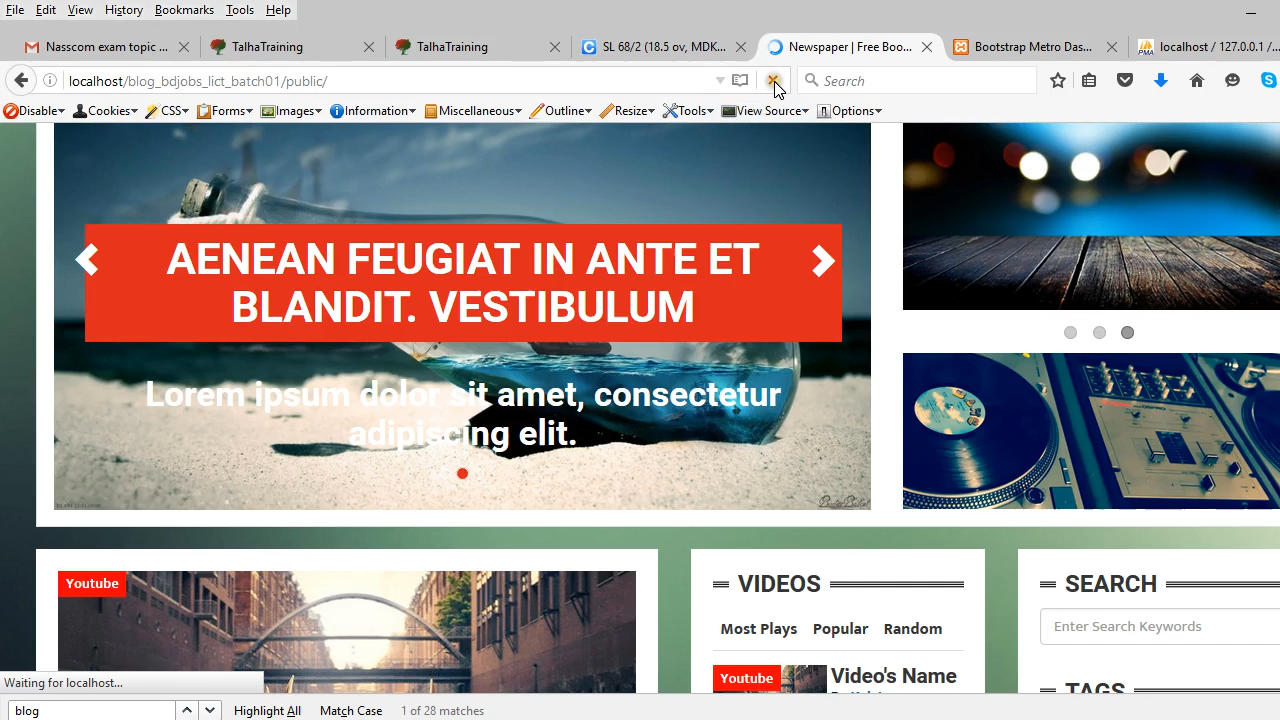 File Edit View History Bookmarks Tools Help
Nasscom exam topic ... TalhaTraining TalhaTraining SL 68/2 (18.5 ov, MDK... Newspaper | Free Boo... Bootstrap Metro Das... localhost / 127.0.0.1 /...
localhost/blog_bdjobs_lict_batch01/public/ Search
Disable Cookies CSS Forms Images Information Miscellaneous Outline Resize Tools View Source Options
AENEAN FEUGIAT IN ANTE ET
BLANDIT. VESTIBULUM
Lorem ipsum dolor sit amet, consectetur
adipiscing elit.
Youtube
VIDEOS
Most Plays Popular Random
Youtube
Video's Name
SEARCH
Enter Search Keywords
TAGS
Waiting for localhost...
blog Highlight All Match Case 1 of 28 matches